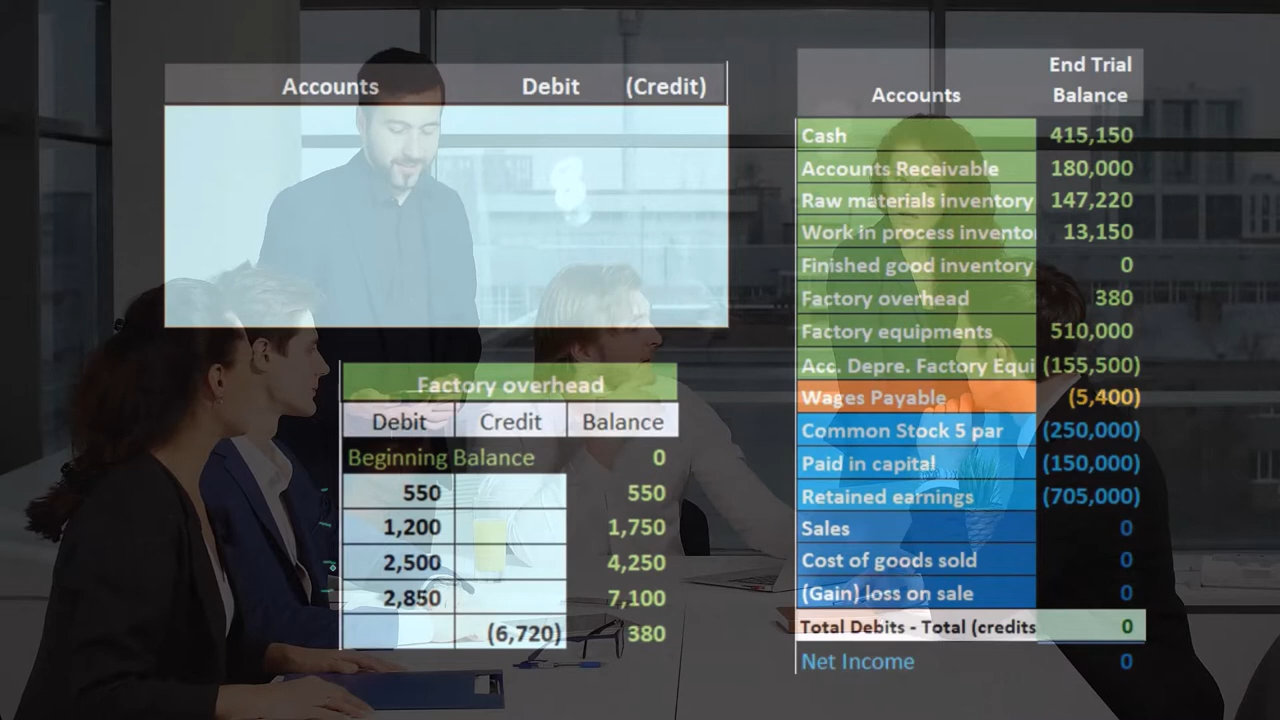 Accounts Debit (Credit)
Factory overhead
Debit Credit Balance
Beginning Balance 0
550 550
1,200 1,750
2,500 4,250
2,850 7,100
(6,720) 380
End Trial
Accounts Balance
Cash 415,150
Accounts Receivable 180,000
Raw materials inventory 147,220
Work in process invento 13,150
Finished good inventory 0
Factory overhead 380
Factory equipments 510,000
Acc. Depre. Factory Equi (155,500)
Wages Payable (5,400)
Common Stock 5 par (250,000)
Paid in capital (150,000)
Retained earnings (705,000)
Sales 0
Cost of goods sold 0
(Gain) loss on sale 0
Total Debits - Total (credits 0
Net Income 0